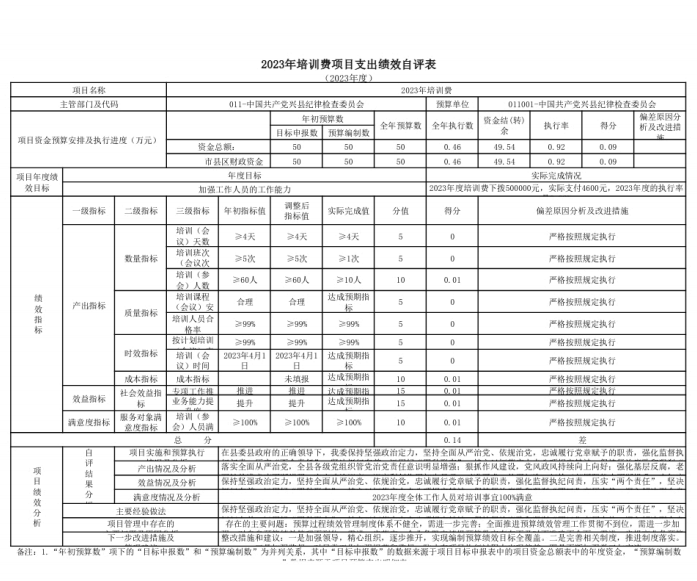 2023年培训费项目支出绩效自评表
（2023年度）
项目名称 2023年培训费
主管部门及代码 011-中国共产党兴县纪律检查委员会 预算单位 011001-中国共产党兴县纪律检查委员会
项目资金预算安排及执行进度（万元） 年初预算数 全年预算数 全年执行数 资金结(转)余 执行率 得分 偏差原因分析及改进措施
目标申报数 预算编制数
资金总额: 50 50 50 0.46 49.54 0.92 0.09
市县区财政资金 50 50 50 0.46 49.54 0.92 0.09
项目年度绩效目标 年度目标 实际完成情况
加强工作人员的工作能力 2023年度培训费下拨500000元，实际支付4600元，2023年度的执行率
绩效指标 一级指标 二级指标 三级指标 年初指标值 调整后指标值 实际完成值 分值 得分 偏差原因分析及改进措施
产出指标 数量指标 培训（会议）天数 ≥4天 ≥4天 ≥4天 5 0 严格按照规定执行
培训班次（会议次 ≥5次 ≥5次 ≥1次 5 0 严格按照规定执行
培训（参会）人数 ≥60人 ≥60人 ≥10人 10 0.01 严格按照规定执行
质量指标 培训课程（会议）安 合理 合理 达成预期指标 5 0 严格按照规定执行
培训人员合格率 ≥99% ≥99% ≥99% 5 0 严格按照规定执行
时效指标 按计划培训 ≥99% ≥99% ≥99% 5 0 严格按照规定执行
培训（会议）时间 2023年4月1日 2023年4月1日 达成预期指标 5 0 严格按照规定执行
成本指标 成本指标 未填报 达成预期指 10 0.01 严格按照规定执行
效益指标 社会效益指标 专项工作推 推进 推进 达成预期指 15 0.01 严格按照规定执行
业务能力提 提升 提升 达成预期指标 15 0.01 严格按照规定执行
满意度指标 服务对象满意度指标 培训（参会）人员满 ≥100% ≥100% ≥100% 10 0.01 严格按照规定执行
总 分 0.14 差
项目绩效分析 自评结果分 项目实施和预算执行 在县委县政府的正确领导下，我委保持坚强政治定力，坚持全面从严治党、依规治党，忠诚履行党章赋予的职责，强化监督执
产出情况及分析 落实全面从严治党，全县各级党组织管党治党责任意识明显增强；狠抓作风建设，党风政风持续向上向好；强化基层反腐，老
效益情况及分析 保持坚强政治定力，坚持全面从严治党、依规治党，忠诚履行党章赋予的职责，强化监督执纪问责，压实“两个责任”，坚决
满意度情况及分析 2023年度全体工作人员对培训事宜100%满意
主要经验做法 保持坚强政治定力，坚持全面从严治党、依规治党，忠诚履行党章赋予的职责，强化监督执纪问责，压实“两个责任”，坚决
项目管理中存在的 存在的主要问题：预算过程绩效管理制度体系不健全，需进一步完善；全面推进预算绩效管理工作贯彻不到位，需进一步加
下一步改进措施及 整改措施和建议：一是加强领导，精心组织，逐步推开，实现编制预算绩效目标全覆盖。二是完善相关制度，推进制度落实。
备注：1.“年初预算数”项下的“目标申报数”和“预算编制数”为并列关系，其中“目标申报数”的数据来源于项目目标申报表中的项目资金总额表中的年度资金，“预算编制数”